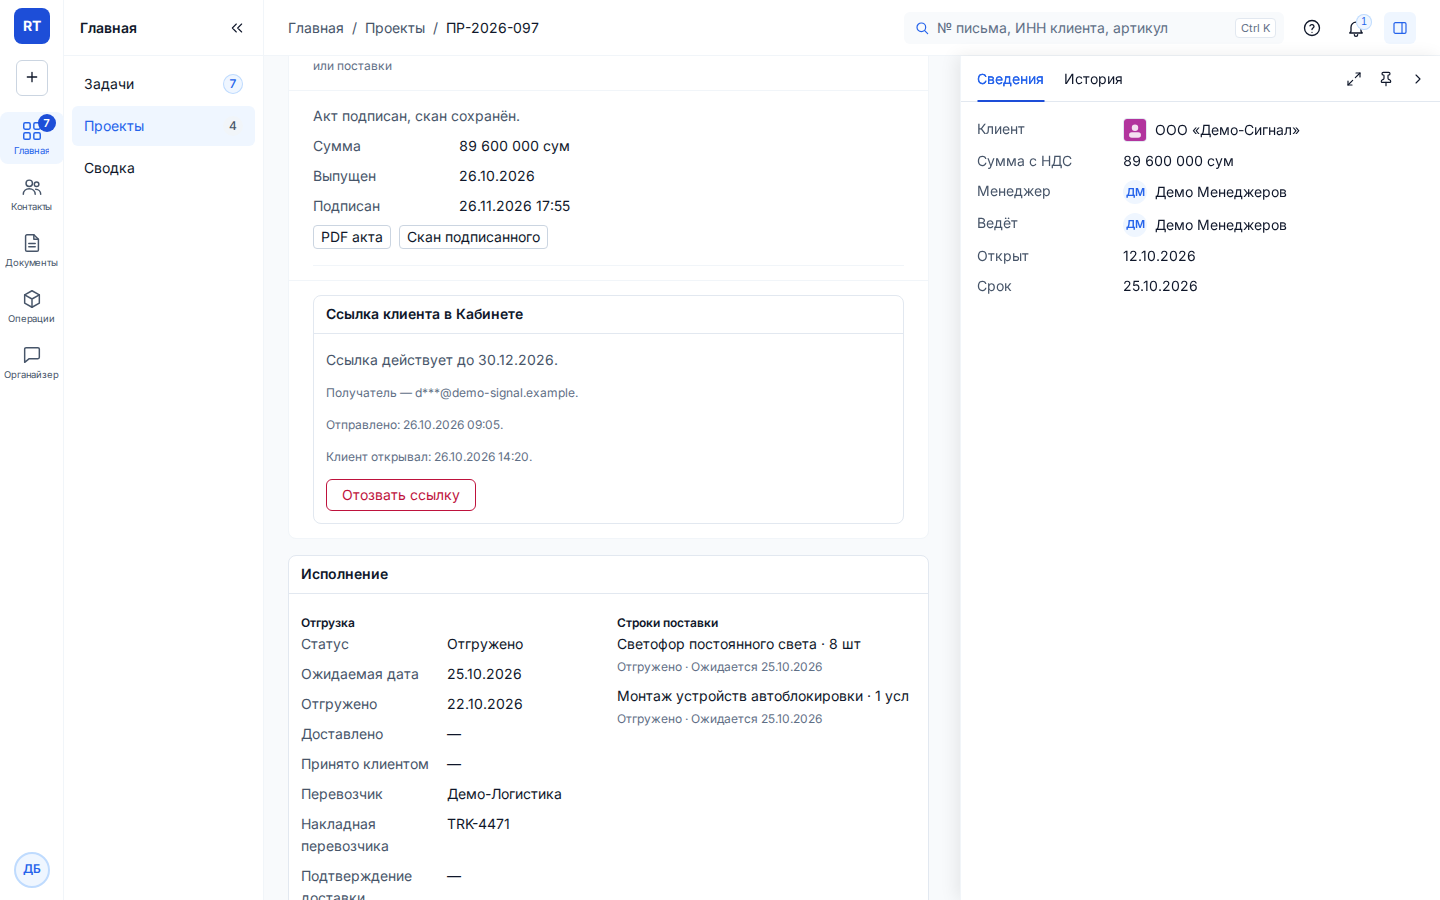 RT
Главная
Главная / Проекты / ПР-2026-097
№ письма, ИНН клиента, артикул
Ctrl K
1
7
Главная
Контакты
Документы
Операции
Органайзер
ДБ
Задачи 7
Проекты 4
Сводка
или поставки
Акт подписан, скан сохранён.
Сумма 89 600 000 сум
Выпущен 26.10.2026
Подписан 26.11.2026 17:55
PDF акта Скан подписанного
Ссылка клиента в Кабинете
Ссылка действует до 30.12.2026.
Получатель — d***@demo-signal.example.
Отправлено: 26.10.2026 09:05.
Клиент открывал: 26.10.2026 14:20.
Отозвать ссылку
Исполнение
Отгрузка
Статус Отгружено
Ожидаемая дата 25.10.2026
Отгружено 22.10.2026
Доставлено —
Принято клиентом —
Перевозчик Демо-Логистика
Накладная перевозчика TRK-4471
Подтверждение доставки —
Строки поставки
Светофор постоянного света · 8 шт
Отгружено · Ожидается 25.10.2026
Монтаж устройств автоблокировки · 1 усл
Отгружено · Ожидается 25.10.2026
Сведения История
Клиент ООО «Демо-Сигнал»
Сумма с НДС 89 600 000 сум
Менеджер ДМ Демо Менеджеров
Ведёт ДМ Демо Менеджеров
Открыт 12.10.2026
Срок 25.10.2026